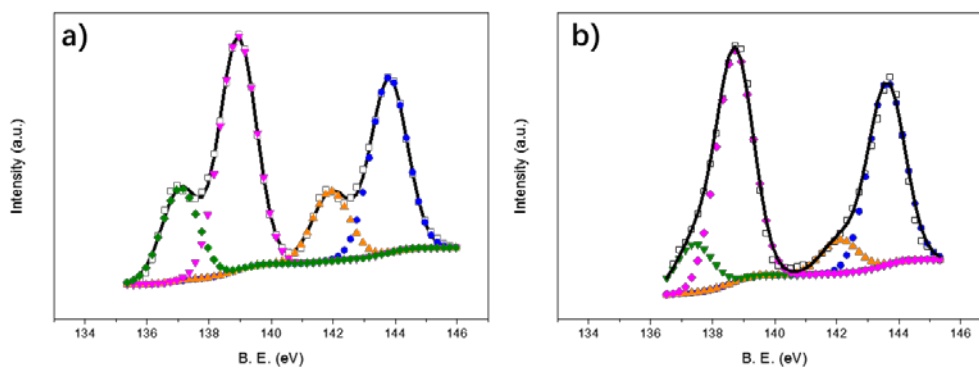 a)
Intensity (a.u.)
134 136 138 140 142 144 146
B. E. (eV)
b)
Intensity (a.u.)
134 136 138 140 142 144 146
B. E. (eV)